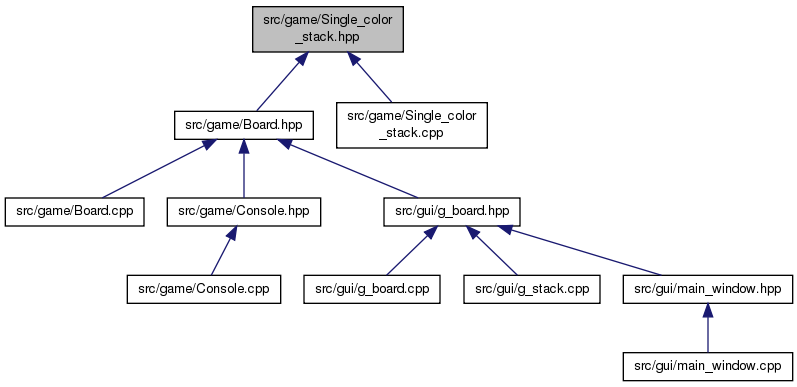 src/game/Single_color
_stack.hpp
src/game/Board.hpp
src/game/Single_color
_stack.cpp
src/game/Board.cpp
src/game/Console.hpp
src/gui/g_board.hpp
src/game/Console.cpp
src/gui/g_board.cpp
src/gui/g_stack.cpp
src/gui/main_window.hpp
src/gui/main_window.cpp